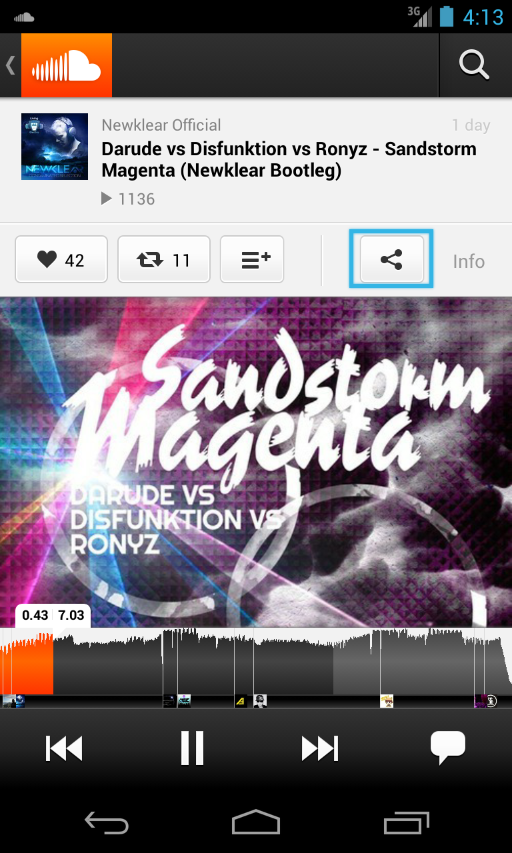 3G
4:13
Newklear Official
1 day
Darude vs Disfunktion vs Ronyz - Sandstorm
Magenta (Newklear Bootleg)
1136
42
11
Info
Sandstorm
Magenta
DARUDE VS
DISFUNKTION VS
RONYZ
0.43 7.03